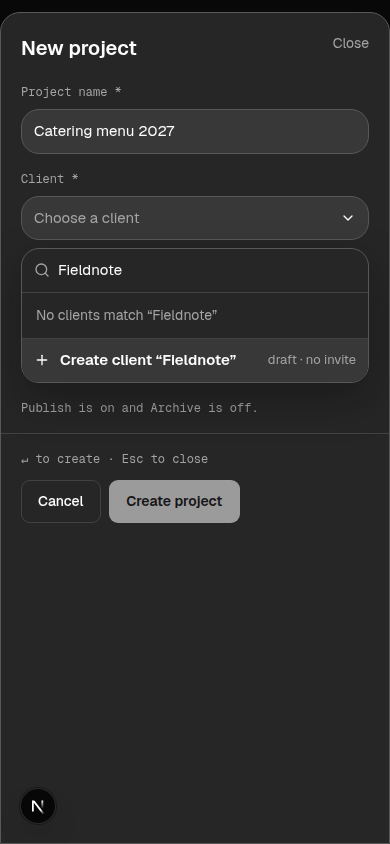 New project
Close
Project name *
Catering menu 2027
Client *
Choose a client
Fieldnote
No clients match “Fieldnote”
Create client “Fieldnote” draft · no invite
Publish is on and Archive is off.
↵ to create · Esc to close
Cancel
Create project
N